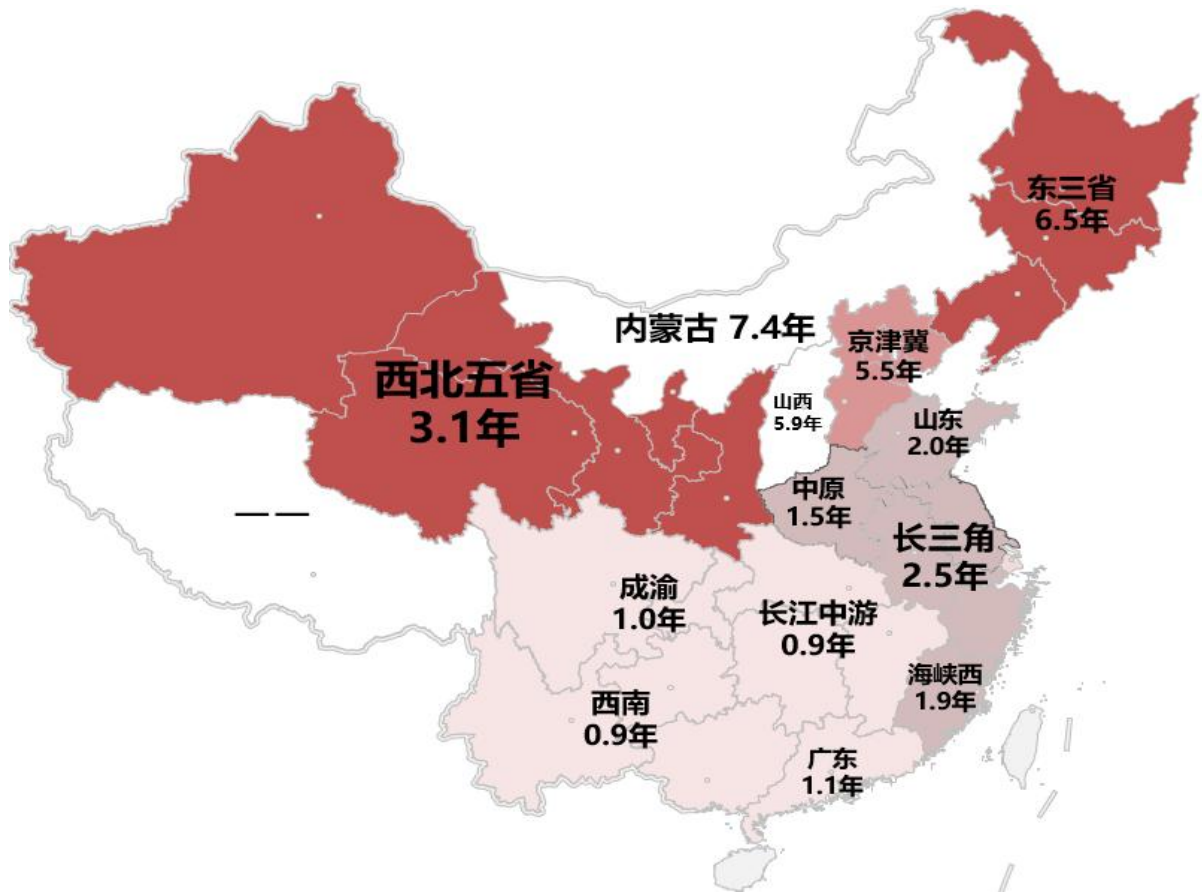 东三省
6.5年
内蒙古 7.4年
京津冀
5.5年
西北五省
3.1年
山西
5.9年
山东
2.0年
中原
1.5年
——
长三角
2.5年
成渝
1.0年
长江中游
0.9年
海峡西
1.9年
西南
0.9年
广东
1.1年